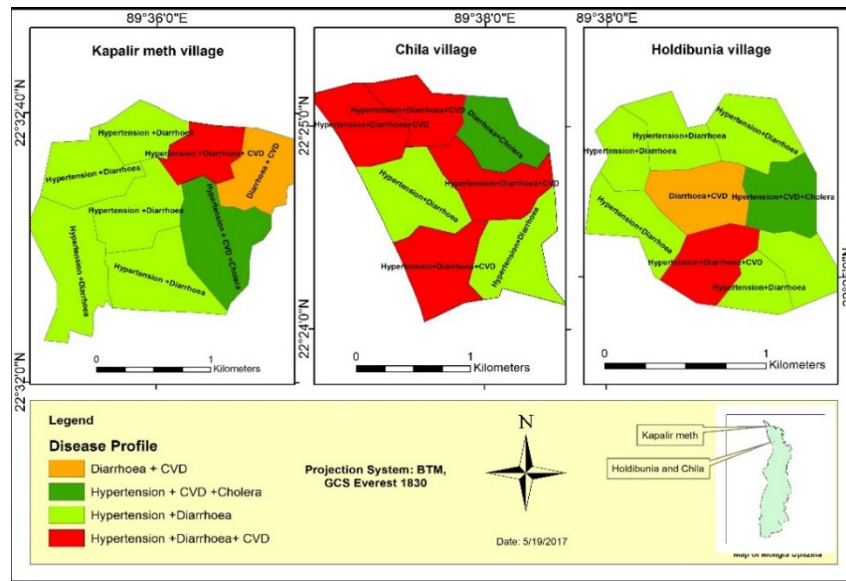 89°36'0"E
89°38'0"E
89°38'0"E
Kapalir meth village
Chila village
Holdibunia village
22°32'40"N
22°32'0"N
22°25'0"N
22°24'0"N
22°25'0"N
Hypertension +Diarrhoea
Hypertension +Diarrhoea+ CVD
Diarrhoea + CVD
Hypertension +Diarrhoea
Hypertension +Diarrhoea
Hypertension + CVD +Cholera
Hypertension +Diarrhoea
Hypertension +Diarrhoea
Hypertension+Diarrhoea+CVD
Hypertension+Diarrhoea+CVD
Diarrhoea+Cholera
Hypertension+Diarrhoea+CVD
Hypertension+Diarrhoea
Hypertension+Diarrhoea+CVD
Hypertension+Diarrhoea
Hypertension+Diarrhoea
Hypertension+Diarrhoea
Hypertension+Diarrhoea
Diarrhoea+CVD
Hpertension+CVD+Cholera
Hypertension+Diarrhoea
Hypertension+Diarrhoea+CVD
Hypertension+Diarrhoea
0 1
Kilometers
0 1
Kilometers
0 1
Kilometers
Legend
Disease Profile
Diarrhoea + CVD
Hypertension + CVD +Cholera
Hypertension +Diarrhoea
Hypertension +Diarrhoea+ CVD
Projection System: BTM,
GCS Everest 1830
N
Date: 5/19/2017
Kapalir meth
Holdibunia and Chila
Map of Mongla Upazila